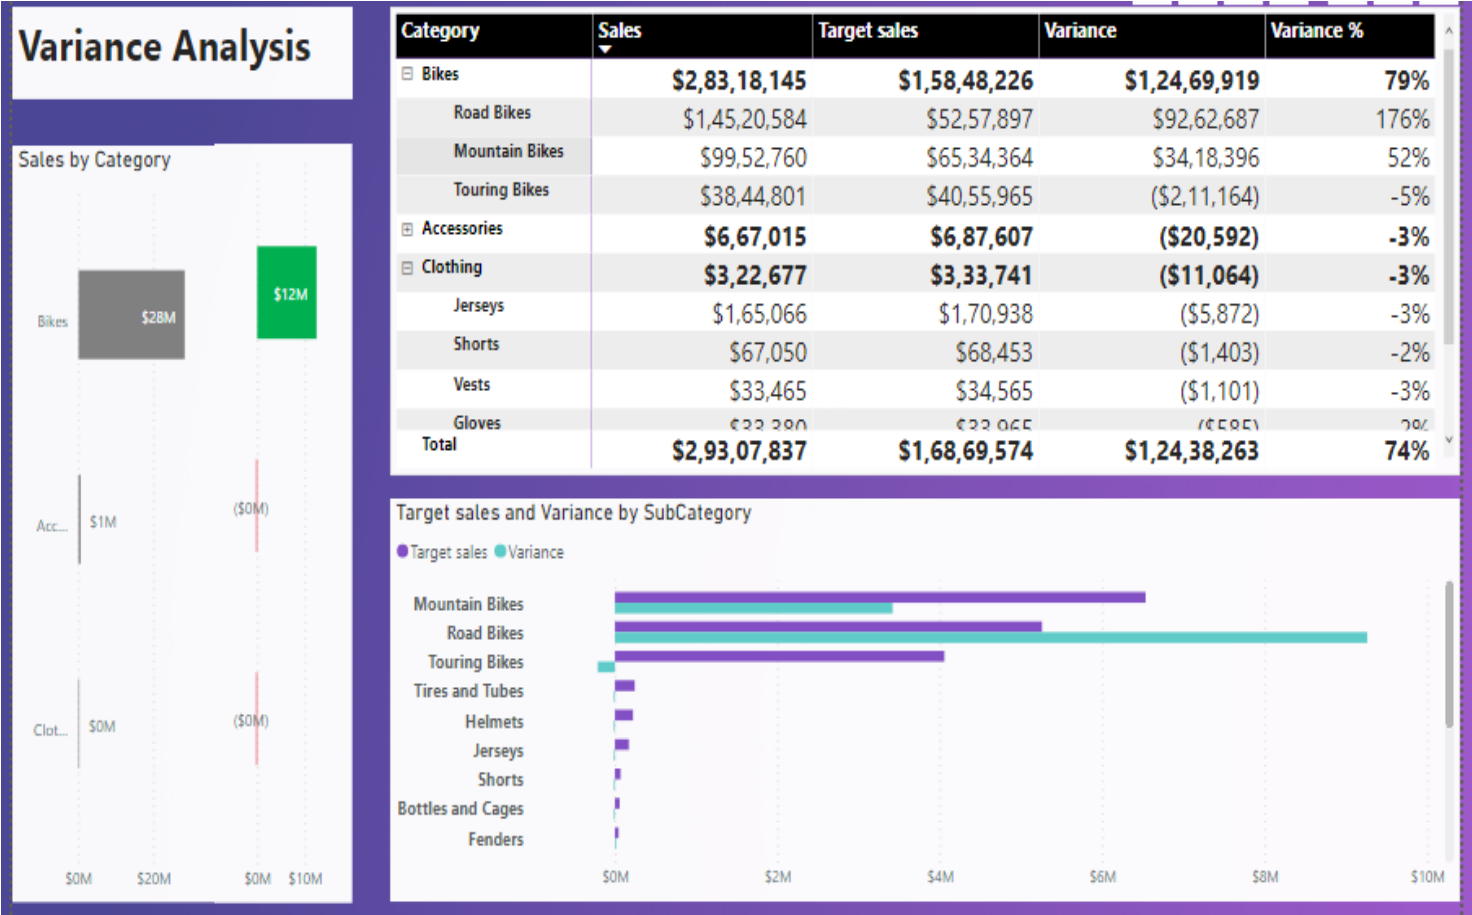 Variance Analysis
Sales by Category
Bikes $28M $12M
Acc... $1M ($0M)
Clot... $0M ($0M)
$0M $20M $0M $10M
Category Sales Target sales Variance Variance %
Bikes $2,83,18,145 $1,58,48,226 $1,24,69,919 79%
Road Bikes $1,45,20,584 $52,57,897 $92,62,687 176%
Mountain Bikes $99,52,760 $65,34,364 $34,18,396 52%
Touring Bikes $38,44,801 $40,55,965 ($2,11,164) -5%
Accessories $6,67,015 $6,87,607 ($20,592) -3%
Clothing $3,22,677 $3,33,741 ($11,064) -3%
Jerseys $1,65,066 $1,70,938 ($5,872) -3%
Shorts $67,050 $68,453 ($1,403) -2%
Vests $33,465 $34,565 ($1,101) -3%
Gloves $33,380 $33,965 ($585) -2%
Total $2,93,07,837 $1,68,69,574 $1,24,38,263 74%
Target sales and Variance by SubCategory
Target sales Variance
Mountain Bikes
Road Bikes
Touring Bikes
Tires and Tubes
Helmets
Jerseys
Shorts
Bottles and Cages
Fenders
$0M $2M $4M $6M $8M $10M